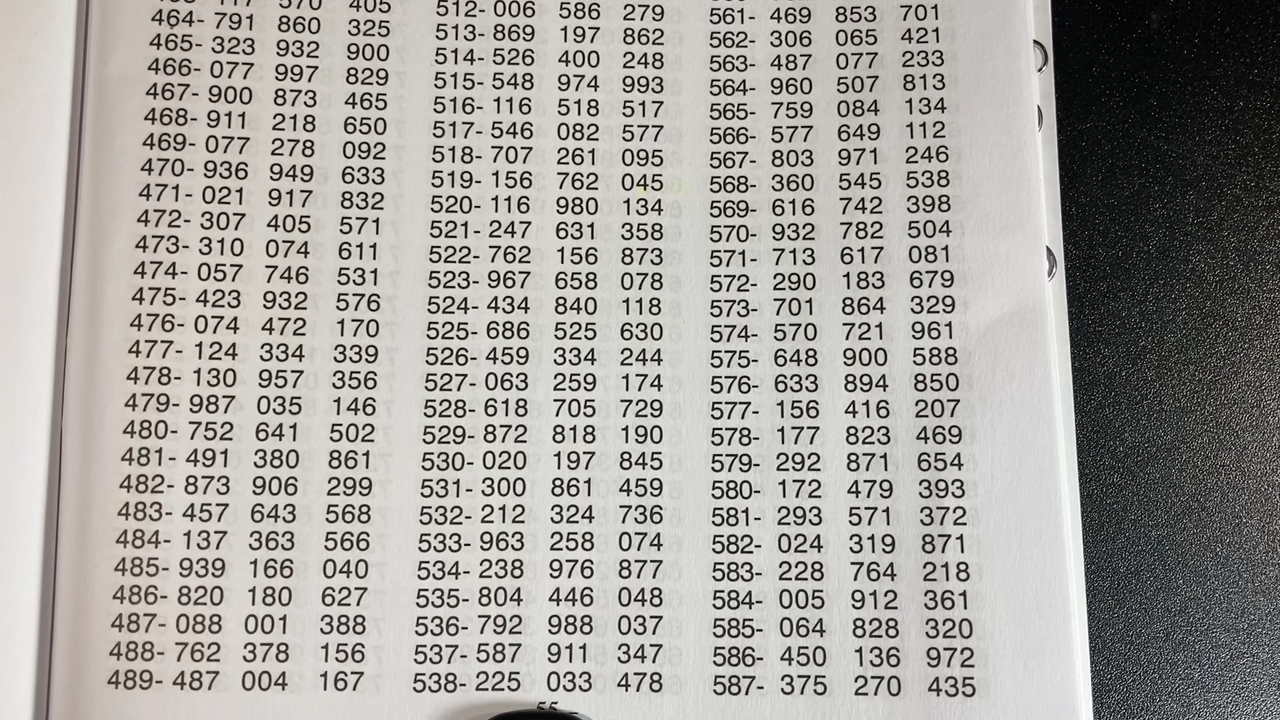 570 405
464- 791 860 325
465- 323 932 900
466- 077 997 829
467- 900 873 465
468- 911 218 650
469- 077 278 092
470- 936 949 633
471- 021 917 832
472- 307 405 571
473- 310 074 611
474- 057 746 531
475- 423 932 576
476- 074 472 170
477- 124 334 339
478- 130 957 356
479- 987 035 146
480- 752 641 502
481- 491 380 861
482- 873 906 299
483- 457 643 568
484- 137 363 566
485- 939 166 040
486- 820 180 627
487- 088 001 388
488- 762 378 156
489- 487 004 167
512- 006 586 279
513- 869 197 862
514- 526 400 248
515- 548 974 993
516- 116 518 517
517- 546 082 577
518- 707 261 095
519- 156 762 045
520- 116 980 134
521- 247 631 358
522- 762 156 873
523- 967 658 078
524- 434 840 118
525- 686 525 630
526- 459 334 244
527- 063 259 174
528- 618 705 729
529- 872 818 190
530- 020 197 845
531- 300 861 459
532- 212 324 736
533- 963 258 074
534- 238 976 877
535- 804 446 048
536- 792 988 037
537- 587 911 347
538- 225 033 478
561- 469 853 701
562- 306 065 421
563- 487 077 233
564- 960 507 813
565- 759 084 134
566- 577 649 112
567- 803 971 246
568- 360 545 538
569- 616 742 398
570- 932 782 504
571- 713 617 081
572- 290 183 679
573- 701 864 329
574- 570 721 961
575- 648 900 588
576- 633 894 850
577- 156 416 207
578- 177 823 469
579- 292 871 654
580- 172 479 393
581- 293 571 372
582- 024 319 871
583- 228 764 218
584- 005 912 361
585- 064 828 320
586- 450 136 972
587- 375 270 435
55